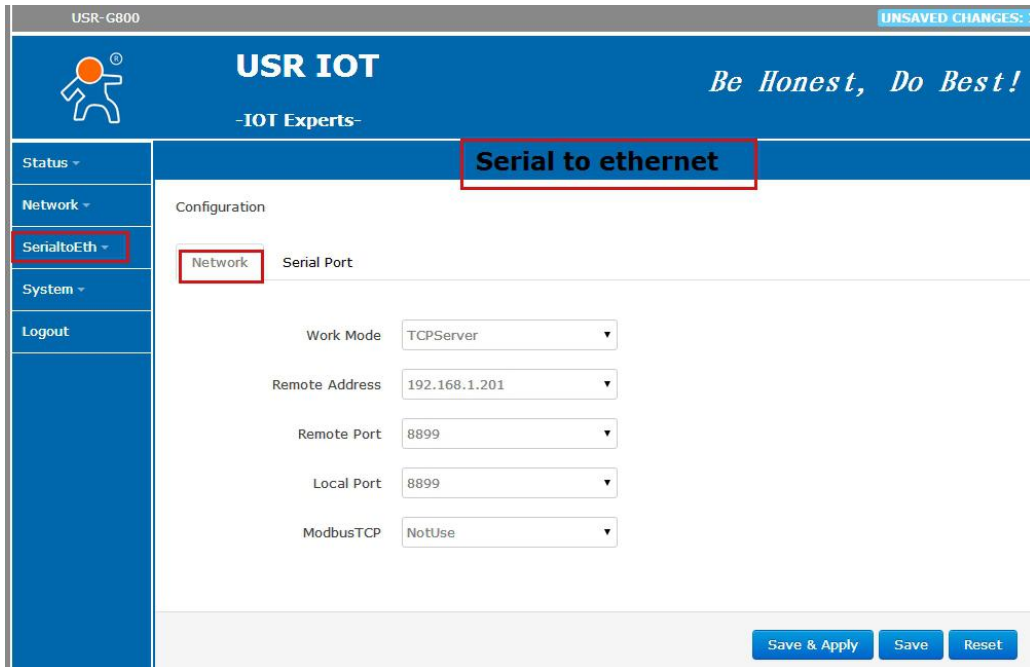 USR-G800
UNSAVED CHANGES:
®
USR IOT
Be Honest, Do Best!
-IOT Experts-
Status
Serial to ethernet
Network
Configuration
SerialtoEth
Network
Serial Port
System
Logout
Work Mode
TCPServer
Remote Address
192.168.1.201
Remote Port
8899
Local Port
8899
ModbusTCP
NotUse
Save & Apply
Save
Reset